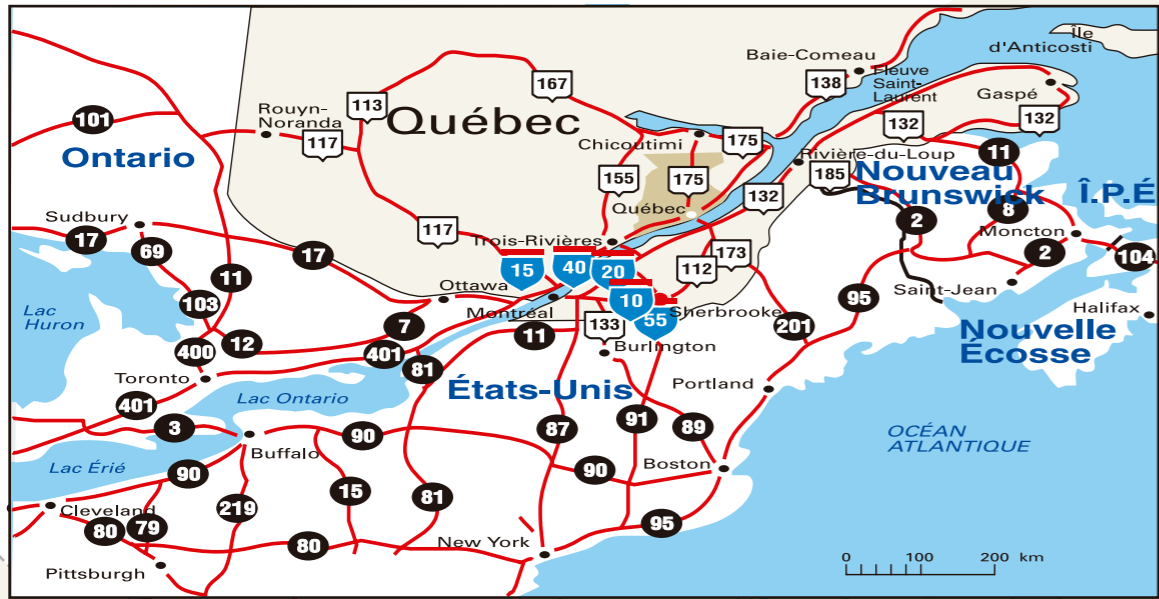 Île
d'Anticosti
Baie-Comeau
138
Fleuve
Saint-
Laurent
Gaspé
167
113
Rouyn-
Noranda
117
Québec
101
Ontario
Chicoutimi
175
132
132
11
Rivière-du-Loup
185
Nouveau
Brunswick
155
175
132
Québec
Î.P.É
8
2
Sudbury
17
69
17
117
Trois-Rivières
Moncton
2
104
173
112
15
40
20
10
55
11
103
Ottawa
Montréal
Sherbrooke
Saint-Jean
95
Lac
Huron
Halifax
7
11
133
201
Nouvelle
Écosse
400
12
401
81
Burlington
Toronto
États-Unis
Portland
401
Lac Ontario
3
90
87
91
89
OCÉAN
ATLANTIQUE
Buffalo
Lac Érié
90
90
Boston
15
81
219
Cleveland
80
79
95
80
New York
Pittsburgh
0 100 200 km